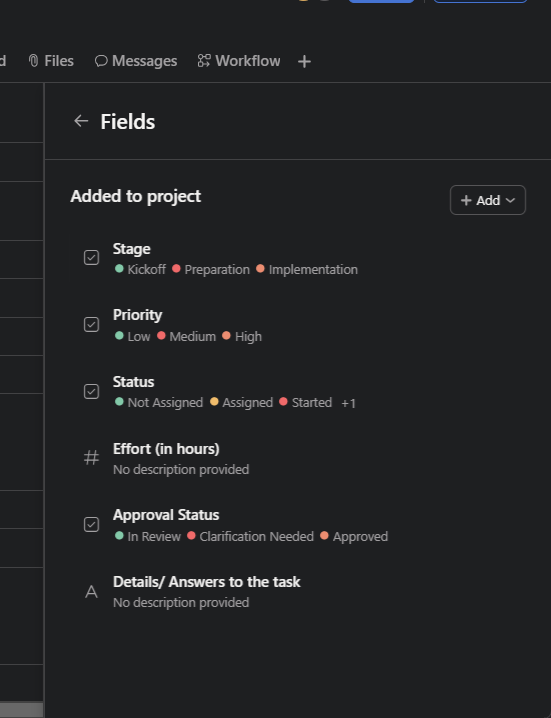 Files Messages Workflow
Fields
Added to project
Add
Stage
Kickoff Preparation Implementation
Priority
Low Medium High
Status
Not Assigned Assigned Started +1
Effort (in hours)
No description provided
Approval Status
In Review Clarification Needed Approved
Details/ Answers to the task
No description provided